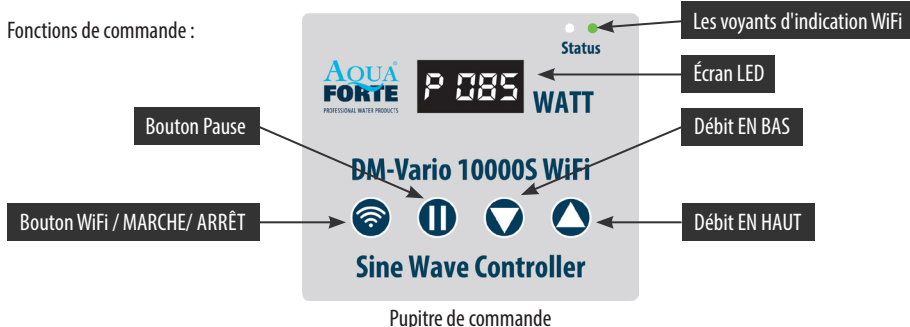 Fonctions de commande :
Les voyants d'indication WiFi
Status
Écran LED
AQUA
FORTE
PROFESSIONAL WATER PRODUCTS
P 085
WATT
Bouton Pause
Débit EN BAS
DM-Vario 10000S WiFi
Bouton WiFi / MARCHE/ ARRÊT
Débit EN HAUT
Sine Wave Controller
Pupitre de commande